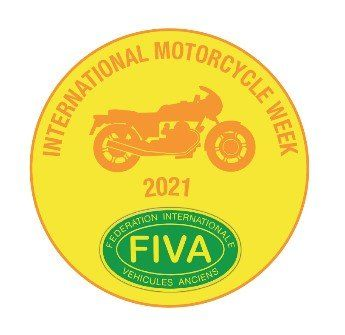 INTERNATIONAL MOTORCYCLE WEEK
2021
FEDERATION INTERNATIONALE
FIVA
VEHICULES ANCIENS